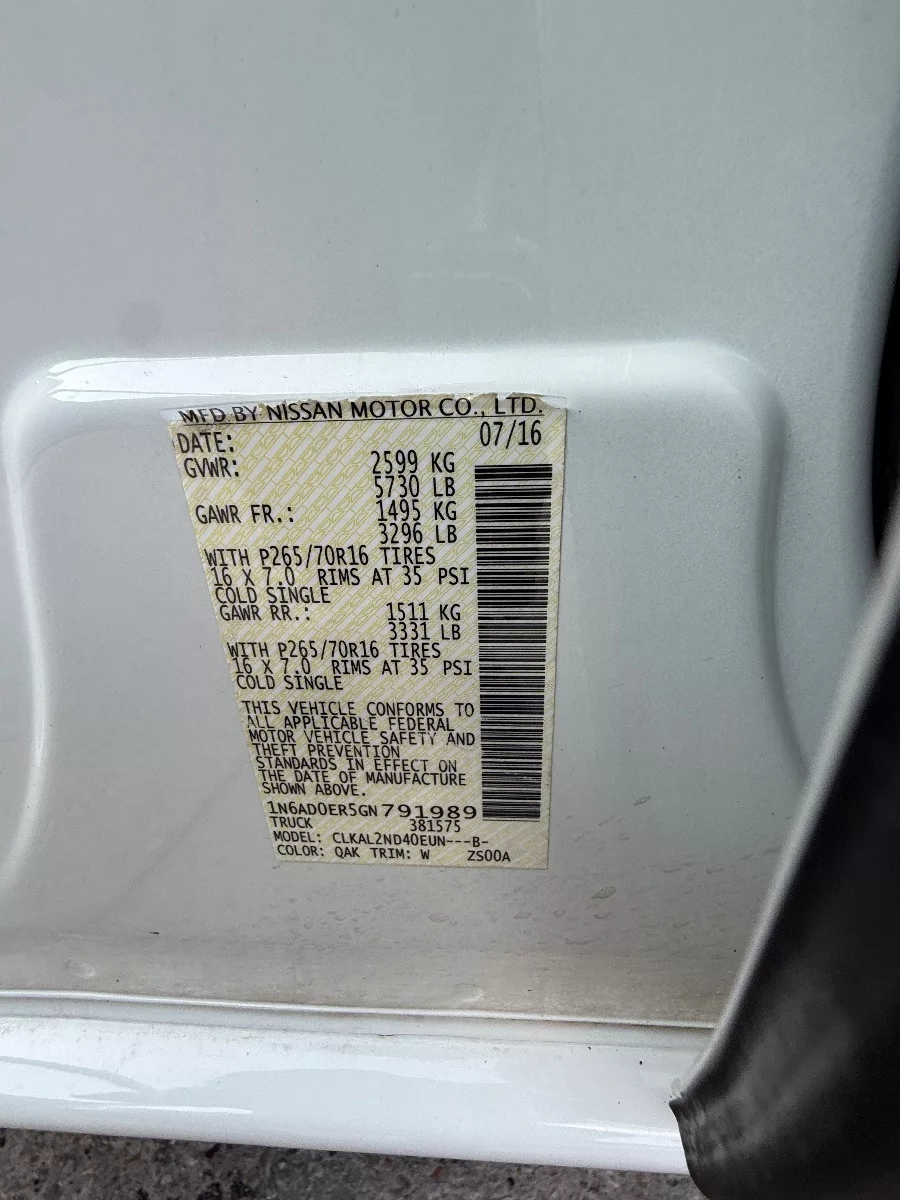 MFD BY NISSAN MOTOR CO., LTD.
DATE: 07/16
GVWR: 2599 KG
5730 LB
GAWR FR.: 1495 KG
3296 LB
WITH P265/70R16 TIRES
16 X 7.0 RIMS AT 35 PSI
COLD SINGLE
GAWR RR.: 1511 KG
3331 LB
WITH P265/70R16 TIRES
16 X 7.0 RIMS AT 35 PSI
COLD SINGLE
THIS VEHICLE CONFORMS TO
ALL APPLICABLE FEDERAL
MOTOR VEHICLE SAFETY AND
THEFT PREVENTION
STANDARDS IN EFFECT ON
THE DATE OF MANUFACTURE
SHOWN ABOVE.
1N6AD0ER5GN791989
TRUCK 381575
MODEL: CLKAL2ND40EUN---B-
COLOR: QAK TRIM: W ZS00A